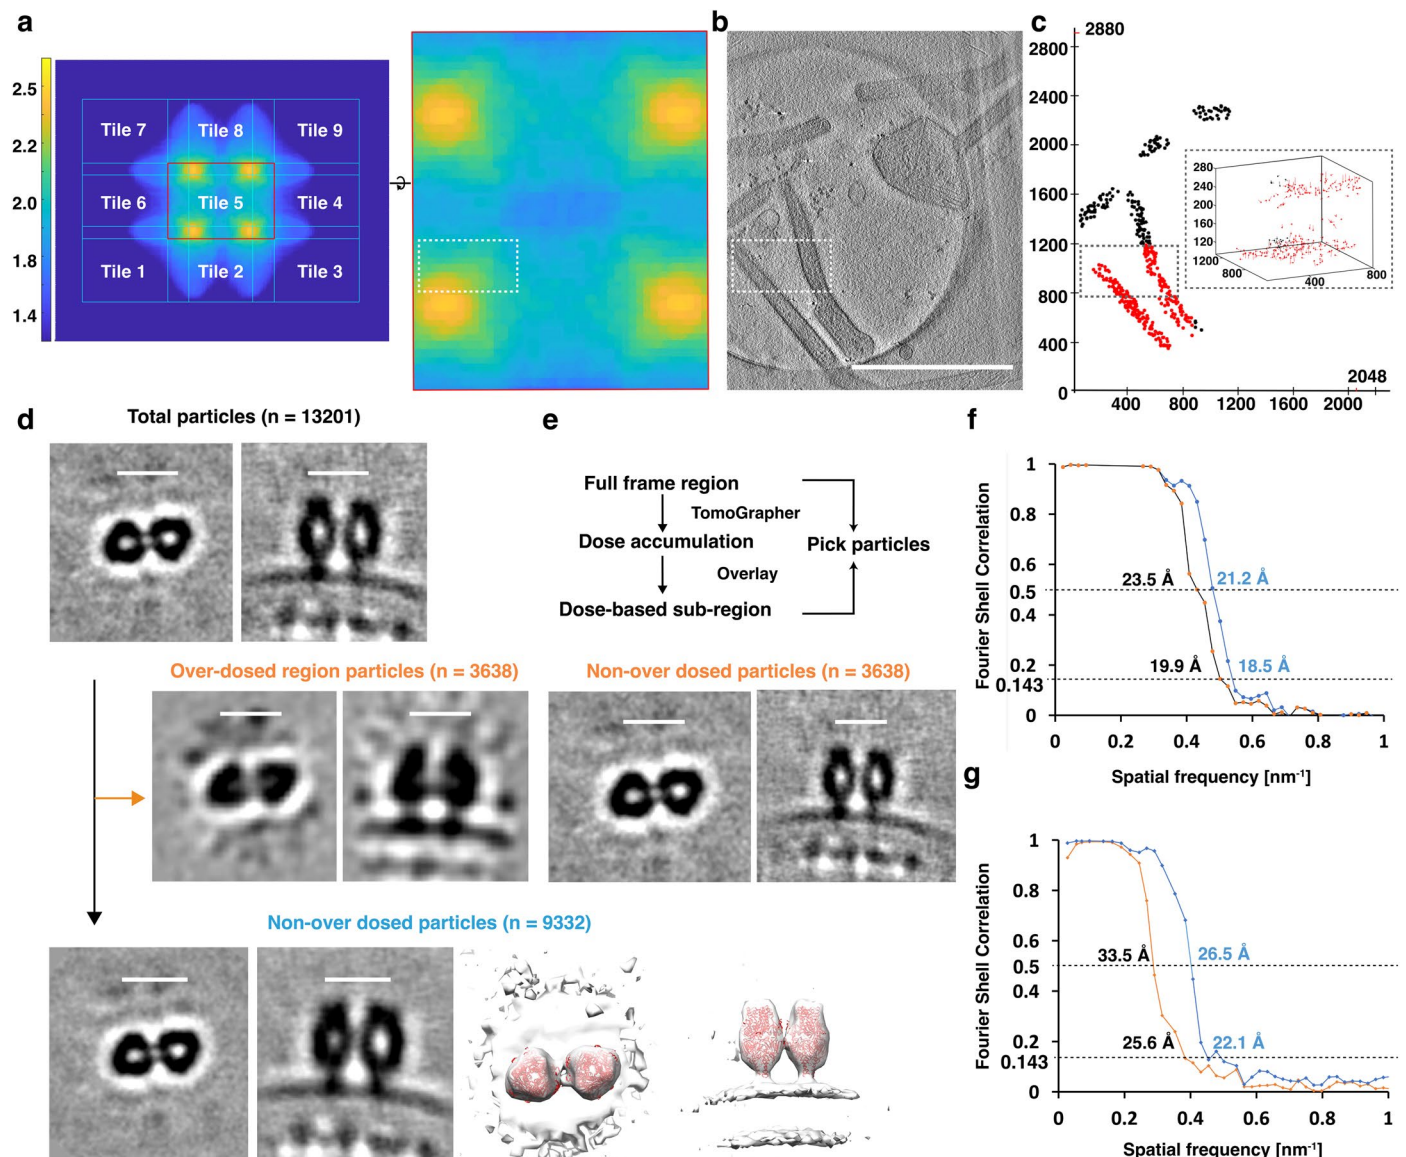 a
2.5
2.2
2.0
1.8
1.4
Tile 7 Tile 8 Tile 9
Tile 6 Tile 5 Tile 4
Tile 1 Tile 2 Tile 3
b
c
2880
2800
2400
2000
1600
1200
800
400
0
400 800 1200 1600 2000
2048
280
240
200
160
120
1200
800
400
800
d
Total particles (n = 13201)
Over-dosed region particles (n = 3638)
Non-over dosed particles (n = 3638)
Non-over dosed particles (n = 9332)
e
Full frame region
TomoGrapher
Dose accumulation
Pick particles
Overlay
Dose-based sub-region
f
Fourier Shell Correlation
1
0.8
0.6
0.5
0.4
0.2
0.143
0
23.5 Å 21.2 Å
19.9 Å 18.5 Å
0 0.2 0.4 0.6 0.8 1
Spatial frequency [nm⁻¹]
g
Fourier Shell Correlation
1
0.8
0.6
0.5
0.4
0.2
0.143
0
33.5 Å 26.5 Å
25.6 Å 22.1 Å
0 0.2 0.4 0.6 0.8 1
Spatial frequency [nm⁻¹]